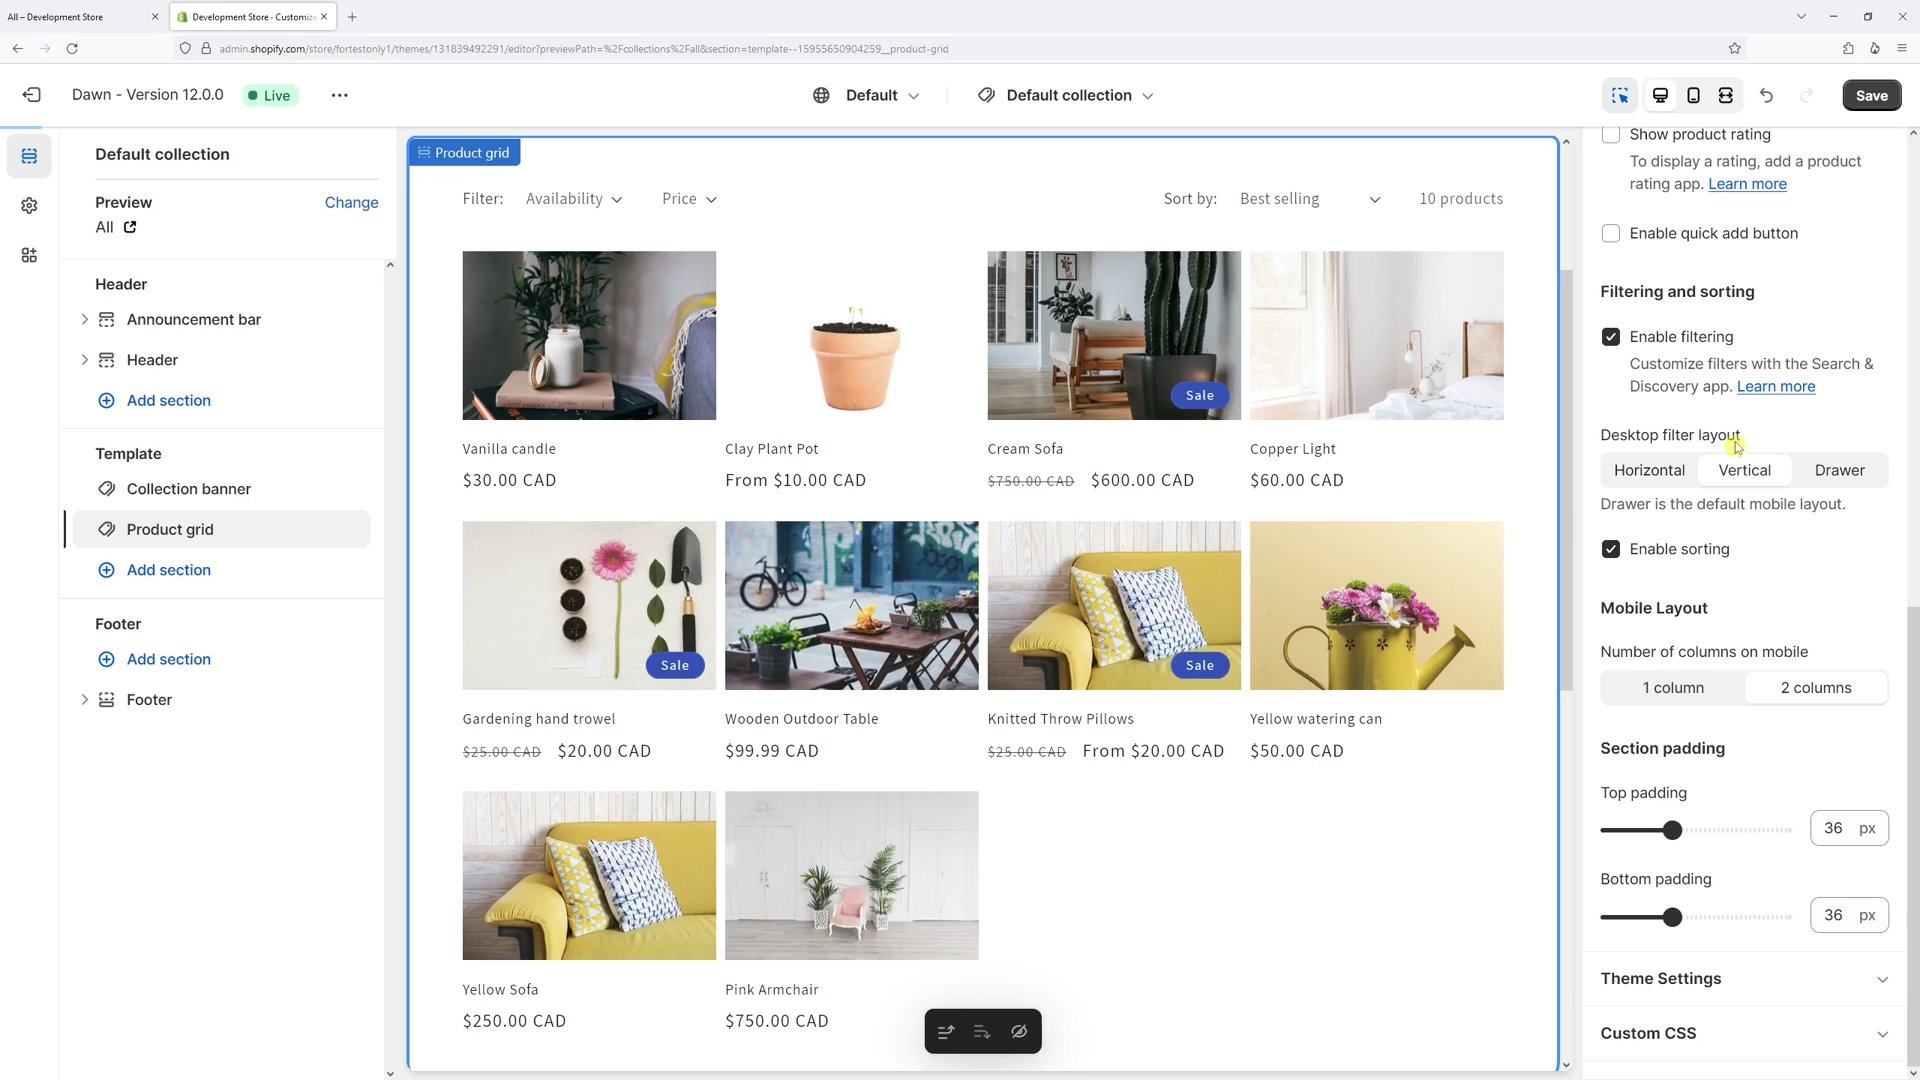 All – Development Store
Development Store · Customize
admin.shopify.com/store/fortestonly1/themes/131839492291/editor?previewPath=%2Fcollections%2Fall&section=template--15955650904259__product-grid
Dawn - Version 12.0.0
Live
Default
Default collection
Save
Default collection
Preview
Change
All
Header
Announcement bar
Header
Add section
Template
Collection banner
Product grid
Add section
Footer
Add section
Footer
Product grid
Filter: Availability Price
Sort by: Best selling 10 products
Sale
Vanilla candle
$30.00 CAD
Clay Plant Pot
From $10.00 CAD
Cream Sofa
$750.00 CAD $600.00 CAD
Copper Light
$60.00 CAD
Sale
Sale
Gardening hand trowel
$25.00 CAD $20.00 CAD
Wooden Outdoor Table
$99.99 CAD
Knitted Throw Pillows
$25.00 CAD From $20.00 CAD
Yellow watering can
$50.00 CAD
Yellow Sofa
$250.00 CAD
Pink Armchair
$750.00 CAD
Show product rating
To display a rating, add a product
rating app. Learn more
Enable quick add button
Filtering and sorting
Enable filtering
Customize filters with the Search &
Discovery app. Learn more
Desktop filter layout
Horizontal Vertical Drawer
Drawer is the default mobile layout.
Enable sorting
Mobile Layout
Number of columns on mobile
1 column 2 columns
Section padding
Top padding
36 px
Bottom padding
36 px
Theme Settings
Custom CSS